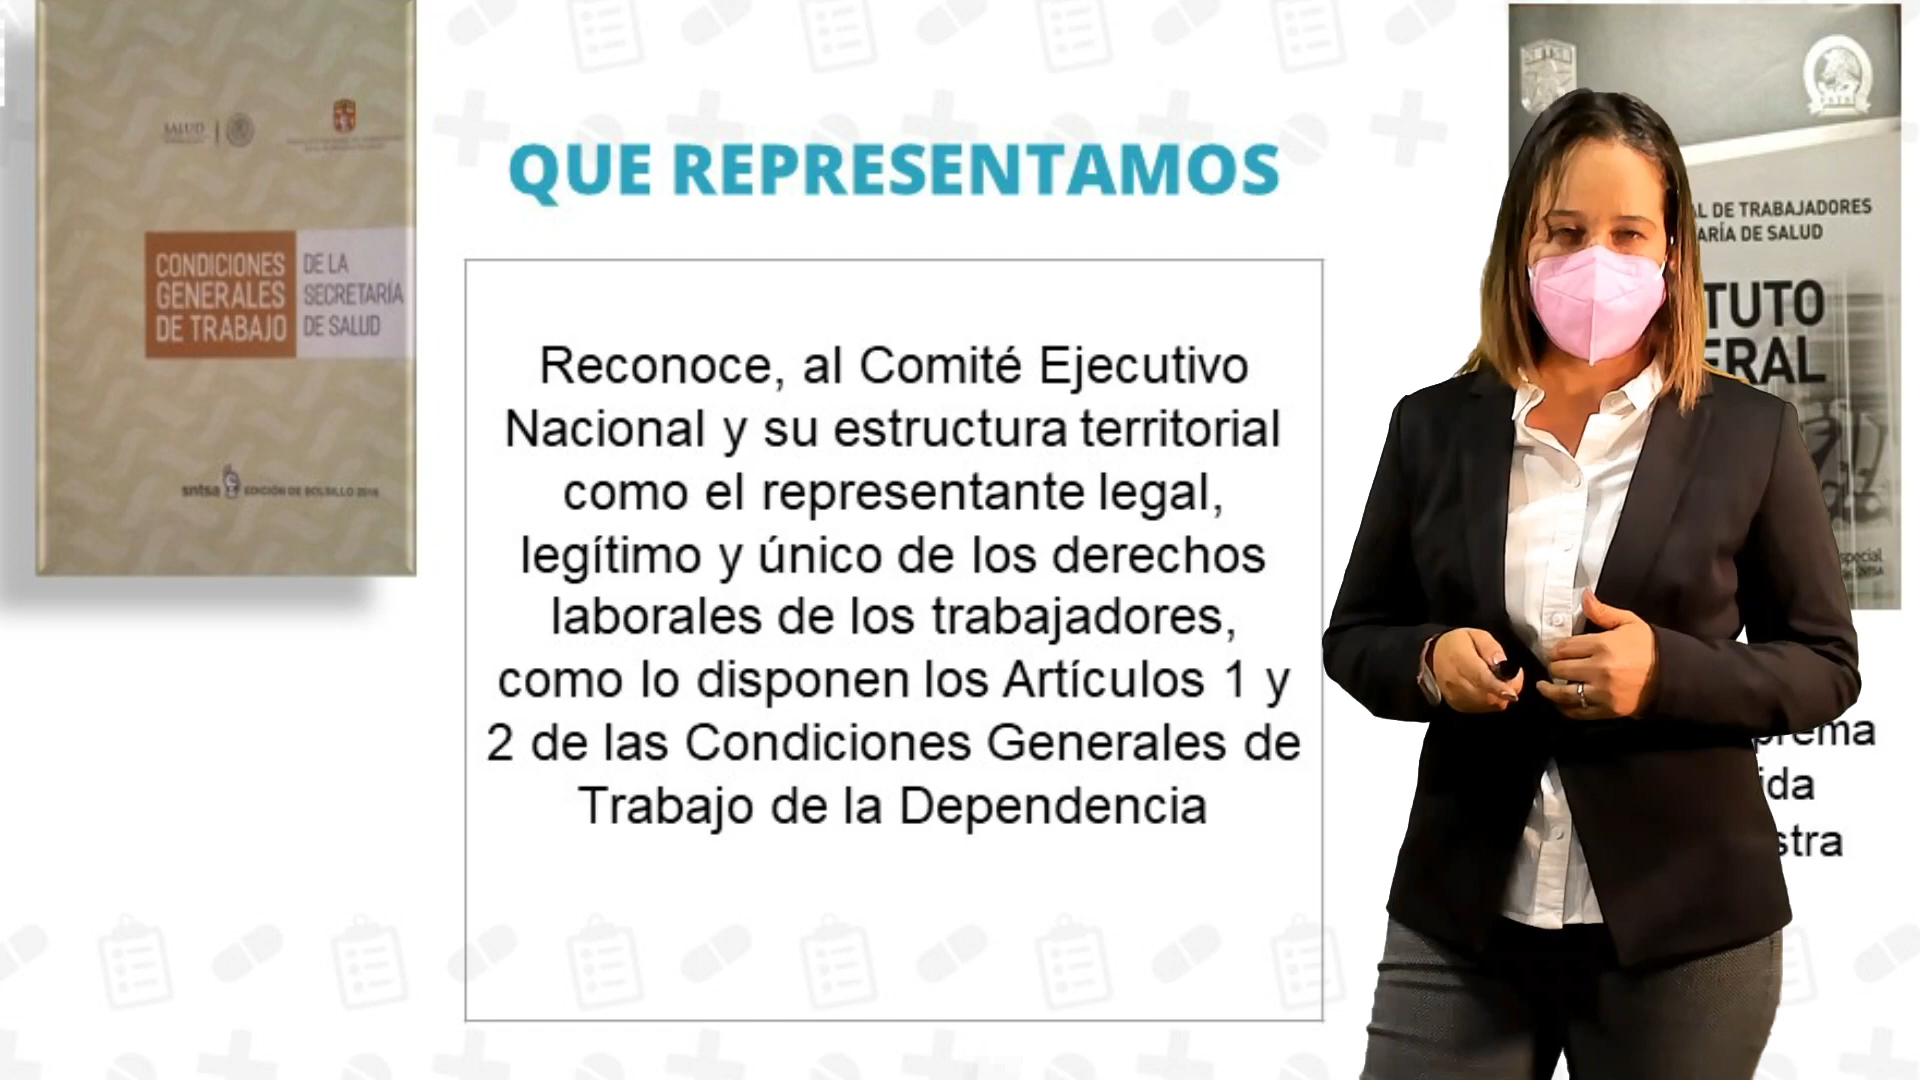 SALUD
CONDICIONES
GENERALES
DE TRABAJO
DE LA
SECRETARÍA
DE SALUD
sntsa EDICIÓN DE BOLSILLO 2016
QUE REPRESENTAMOS
Reconoce, al Comité Ejecutivo
Nacional y su estructura territorial
como el representante legal,
legítimo y único de los derechos
laborales de los trabajadores,
como lo disponen los Artículos 1 y
2 de las Condiciones Generales de
Trabajo de la Dependencia
AL DE TRABAJADORES
ARÍA DE SALUD
TUTO
ERAL
special
prema
ida
stra